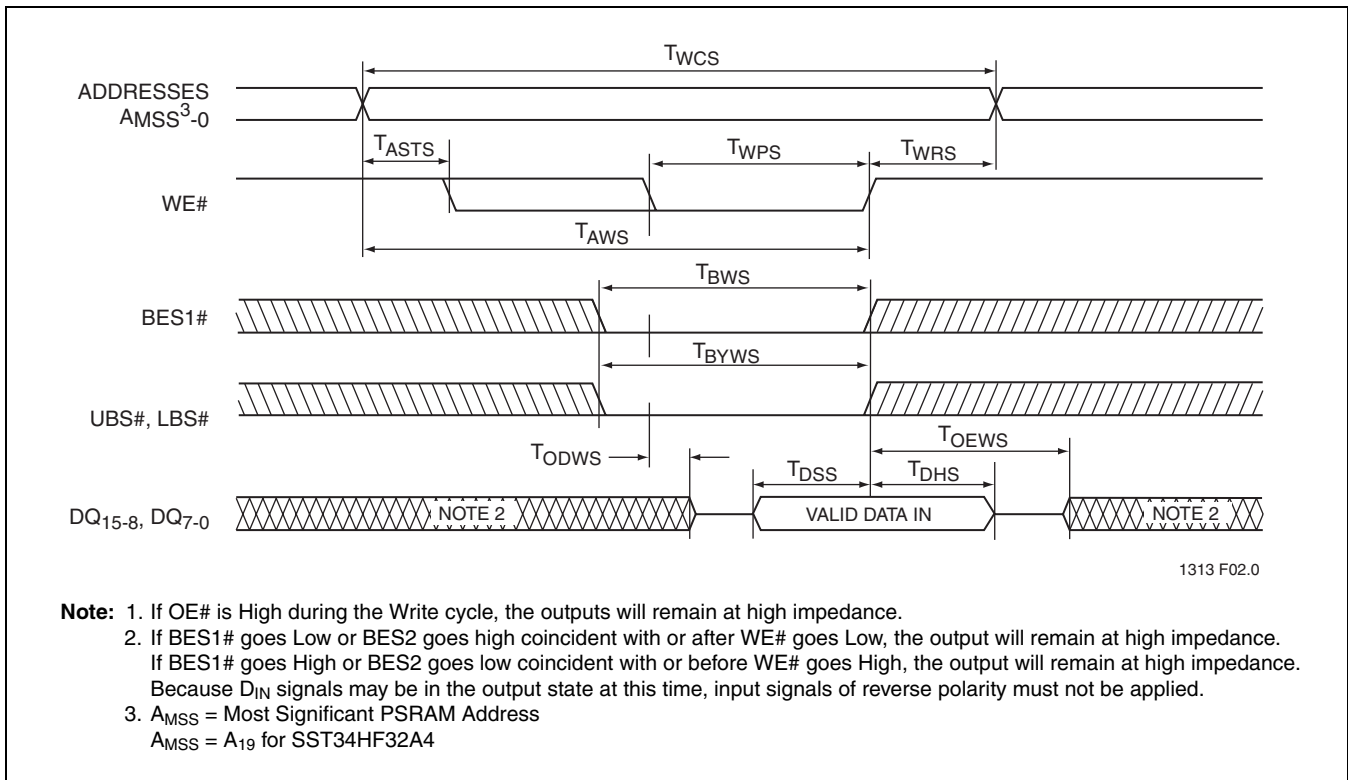 TWCS
ADDRESSES
AMSS3-0
TASTS
TWPS
TWRS
WE#
TAWS
TBWS
BES1#
TBYWS
UBS#, LBS#
TODWS
TOEWS
TDSS
TDHS
DQ15-8, DQ7-0
NOTE 2
VALID DATA IN
NOTE 2
1313 F02.0
Note: 1. If OE# is High during the Write cycle, the outputs will remain at high impedance.
2. If BES1# goes Low or BES2 goes high coincident with or after WE# goes Low, the output will remain at high impedance.
If BES1# goes High or BES2 goes low coincident with or before WE# goes High, the output will remain at high impedance.
Because DIN signals may be in the output state at this time, input signals of reverse polarity must not be applied.
3. AMSS = Most Significant PSRAM Address
AMSS = A19 for SST34HF32A4